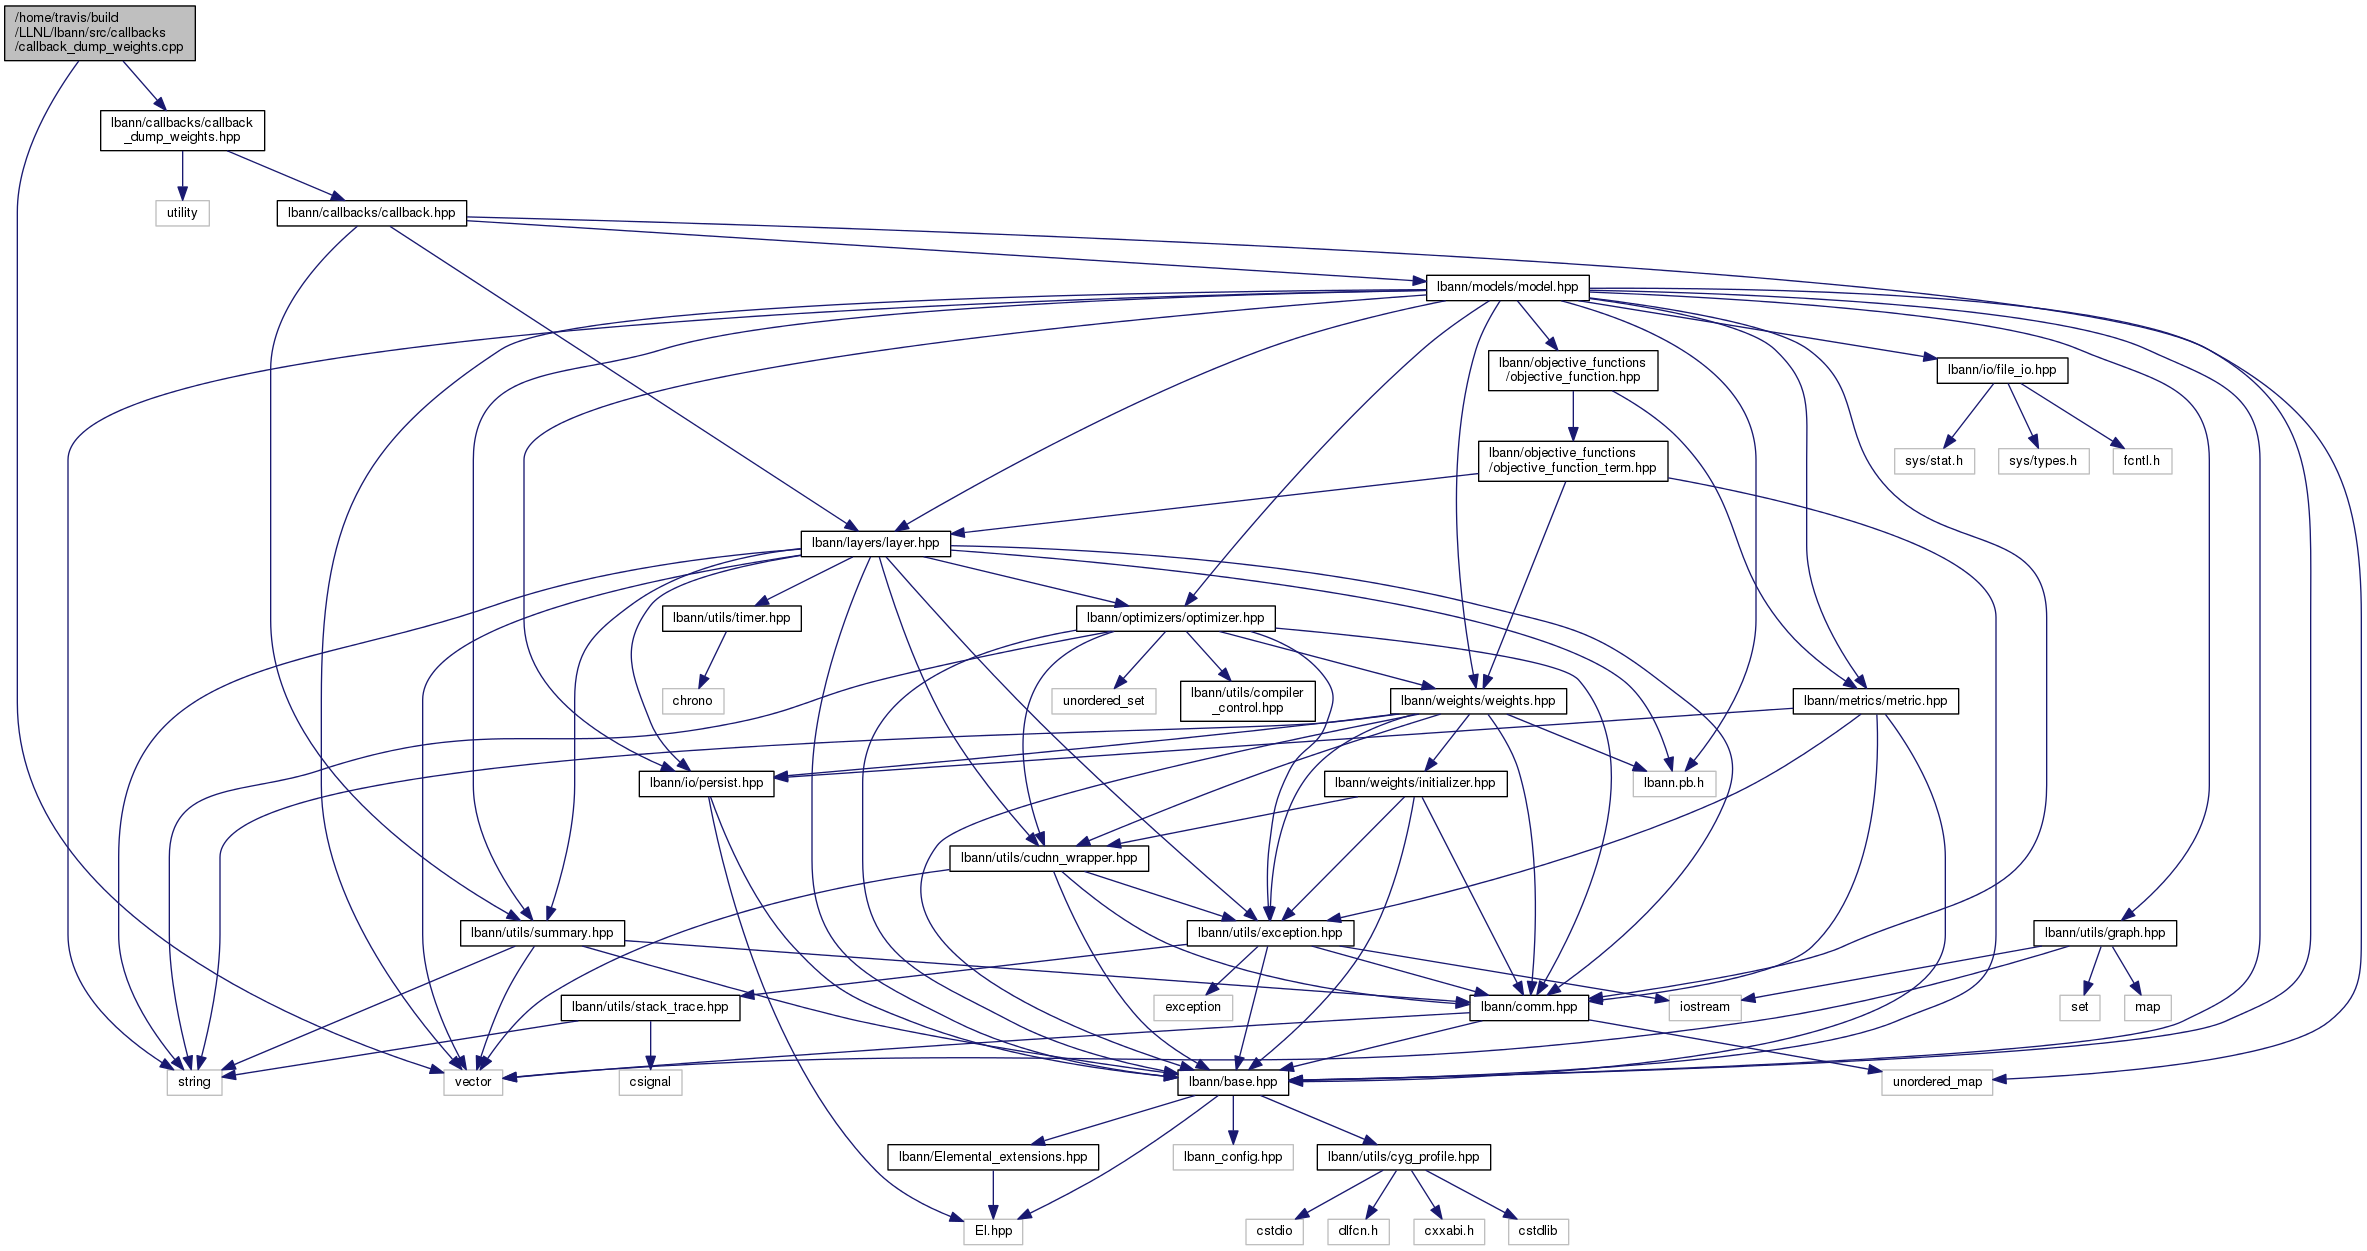 /home/travis/build
/LLNL/lbann/src/callbacks
/callback_dump_weights.cpp
lbann/callbacks/callback
_dump_weights.hpp
utility
lbann/callbacks/callback.hpp
lbann/models/model.hpp
lbann/objective_functions
/objective_function.hpp
lbann/io/file_io.hpp
lbann/objective_functions
/objective_function_term.hpp
sys/stat.h
sys/types.h
fcntl.h
lbann/layers/layer.hpp
lbann/utils/timer.hpp
lbann/optimizers/optimizer.hpp
chrono
unordered_set
lbann/utils/compiler
_control.hpp
lbann/weights/weights.hpp
lbann/metrics/metric.hpp
lbann/io/persist.hpp
lbann/weights/initializer.hpp
lbann.pb.h
lbann/utils/cudnn_wrapper.hpp
lbann/utils/summary.hpp
lbann/utils/exception.hpp
lbann/utils/graph.hpp
lbann/utils/stack_trace.hpp
exception
lbann/comm.hpp
iostream
set
map
string
vector
csignal
lbann/base.hpp
unordered_map
lbann/Elemental_extensions.hpp
lbann_config.hpp
lbann/utils/cyg_profile.hpp
El.hpp
cstdio
dlfcn.h
cxxabi.h
cstdlib